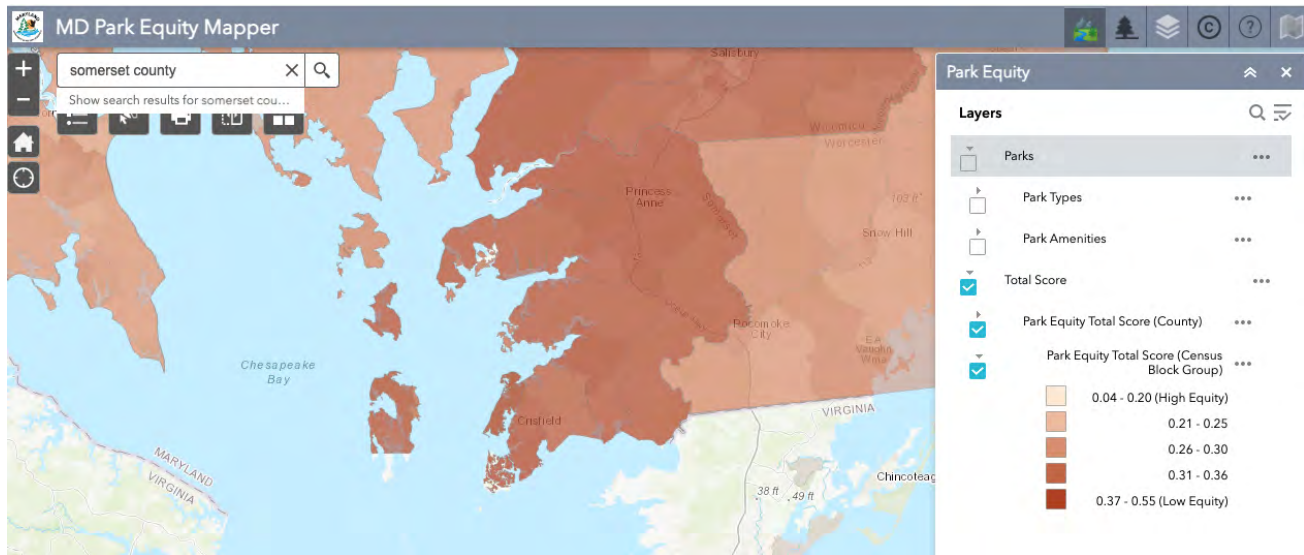 MD Park Equity Mapper
somerset county
Show search results for somerset cou...
Salisbury
Wicomico
Worcester
Princess
Anne
Somerset
103 ft
Snow Hill
Pocomoke
City
E.A.
Vaughn
Wma
Chesapeake
Bay
Crisfield
VIRGINIA
MARYLAND
VIRGINIA
38 ft
49 ft
Chincoteag
Park Equity
Layers
Parks
Park Types
Park Amenities
Total Score
Park Equity Total Score (County)
Park Equity Total Score (Census
Block Group)
0.04 - 0.20 (High Equity)
0.21 - 0.25
0.26 - 0.30
0.31 - 0.36
0.37 - 0.55 (Low Equity)